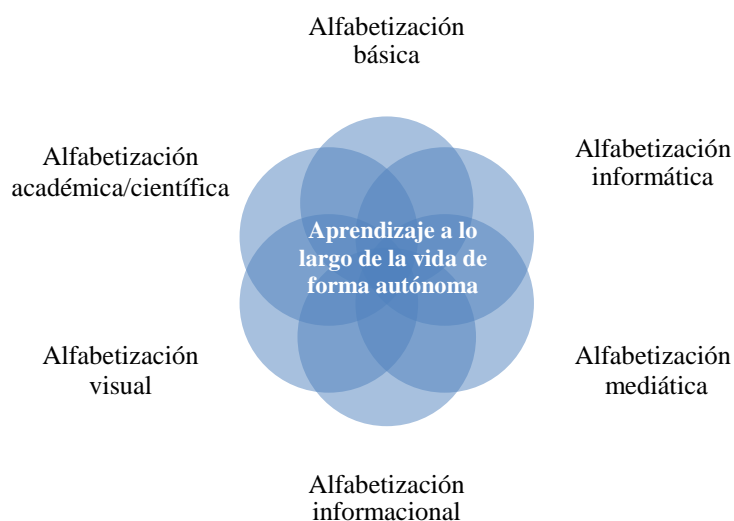 Alfabetización
básica
Alfabetización
informática
Alfabetización
académica/científica
Aprendizaje a lo
largo de la vida de
forma autónoma
Alfabetización
visual
Alfabetización
mediática
Alfabetización
informacional